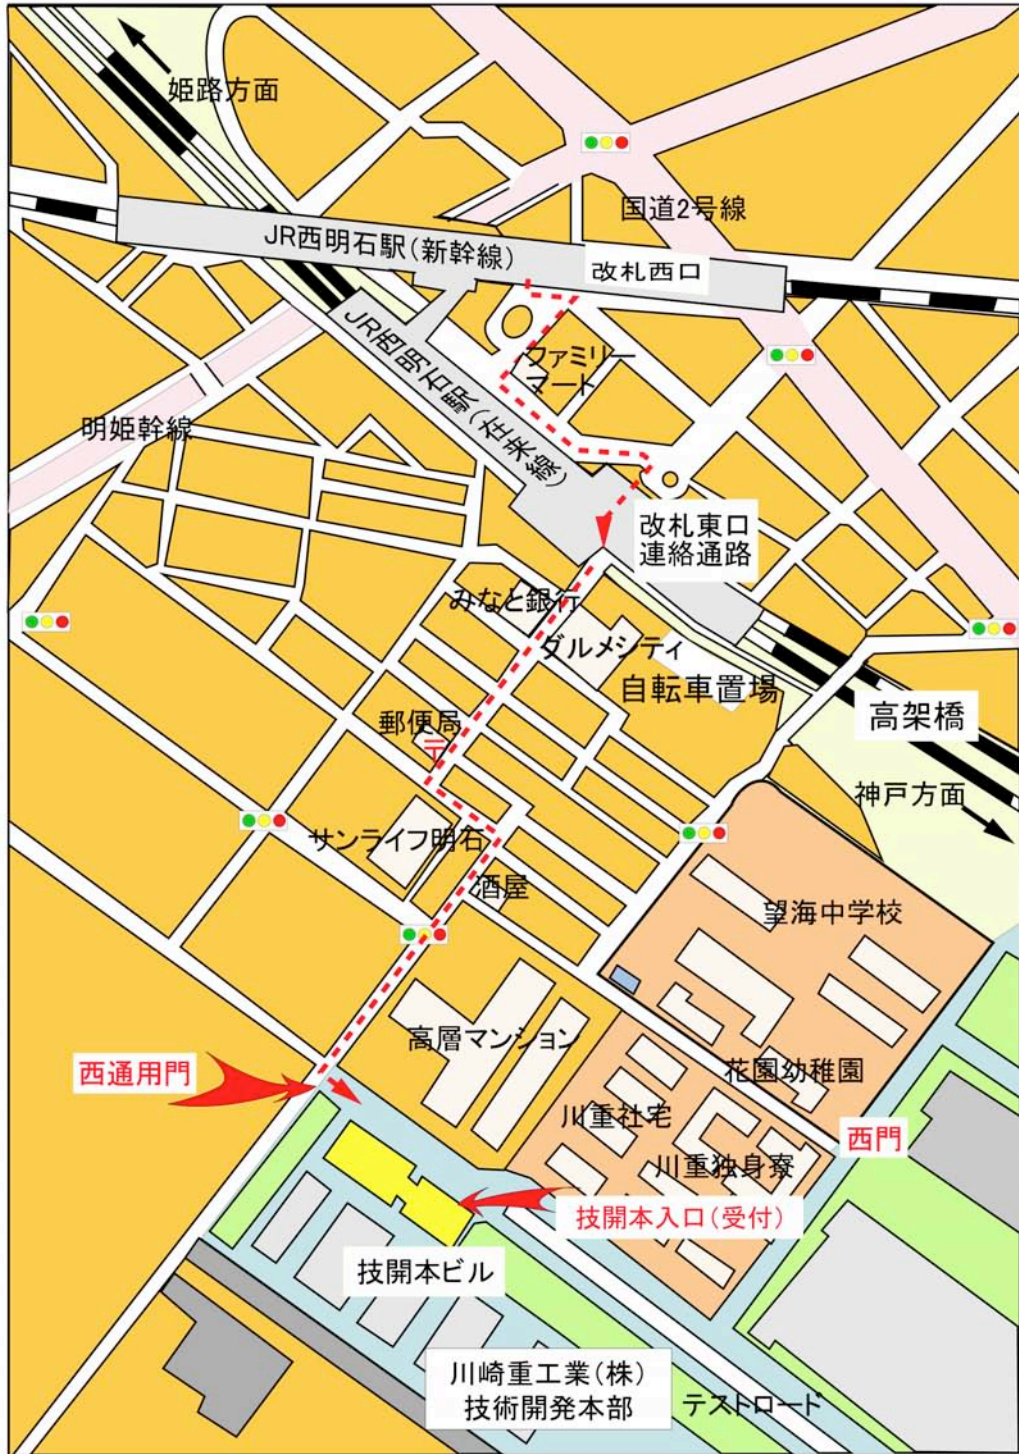 姫路方面
国道2号線
JR西明石駅(新幹線)
改札西口
JR西明石駅(在来線)
ファミリー
マート
明姫幹線
改札東口
連絡通路
みなと銀行
ダルメシティ
自転車置場
高架橋
郵便局
〒
神戸方面
サンライフ明石
酒屋
望海中学校
高層マンション
西通用門
花園幼稚園
川重社宅
西門
川重独身寮
技開本入口(受付)
技開本ビル
川崎重工業(株)
技術開発本部
テストロード